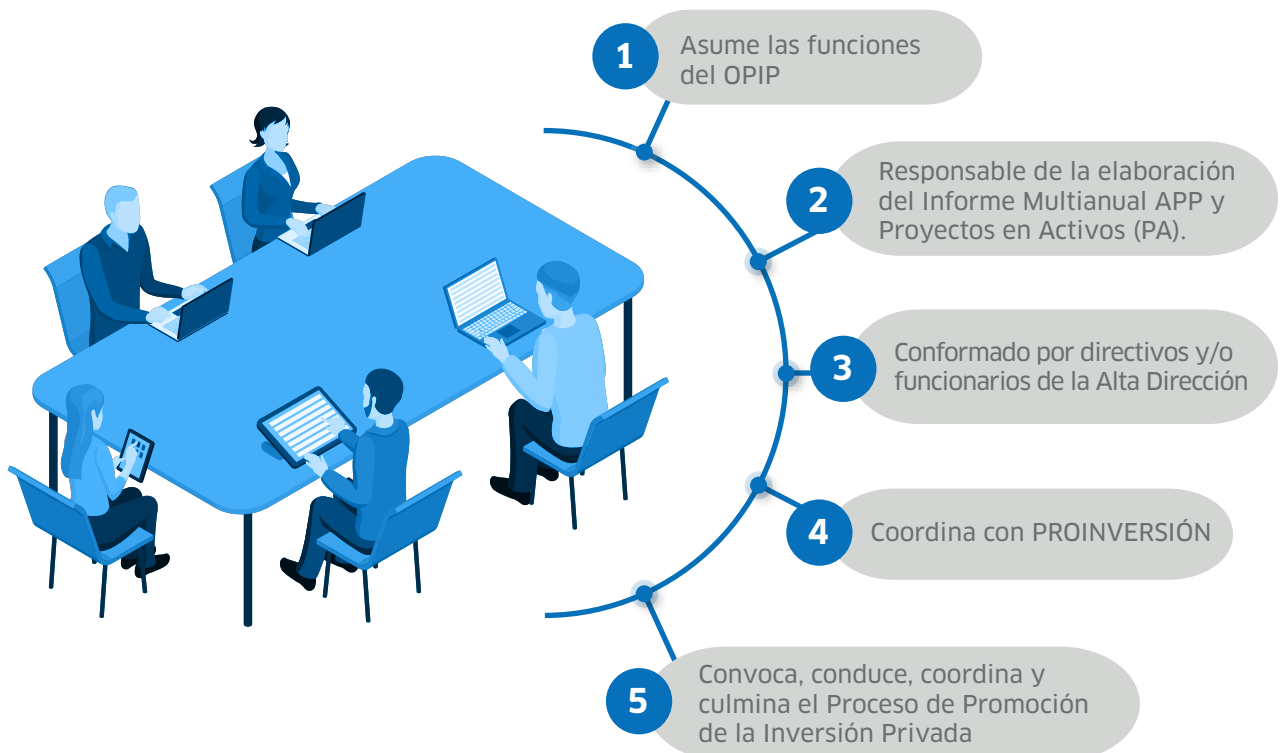 1
Asume las funciones
del OPIP
2
Responsable de la elaboración
del Informe Multianual APP y
Proyectos en Activos (PA).
3
Conformado por directivos y/o
funcionarios de la Alta Dirección
4
Coordina con PROINVERSIÓN
5
Convoca, conduce, coordina y
culmina el Proceso de Promoción
de la Inversión Privada